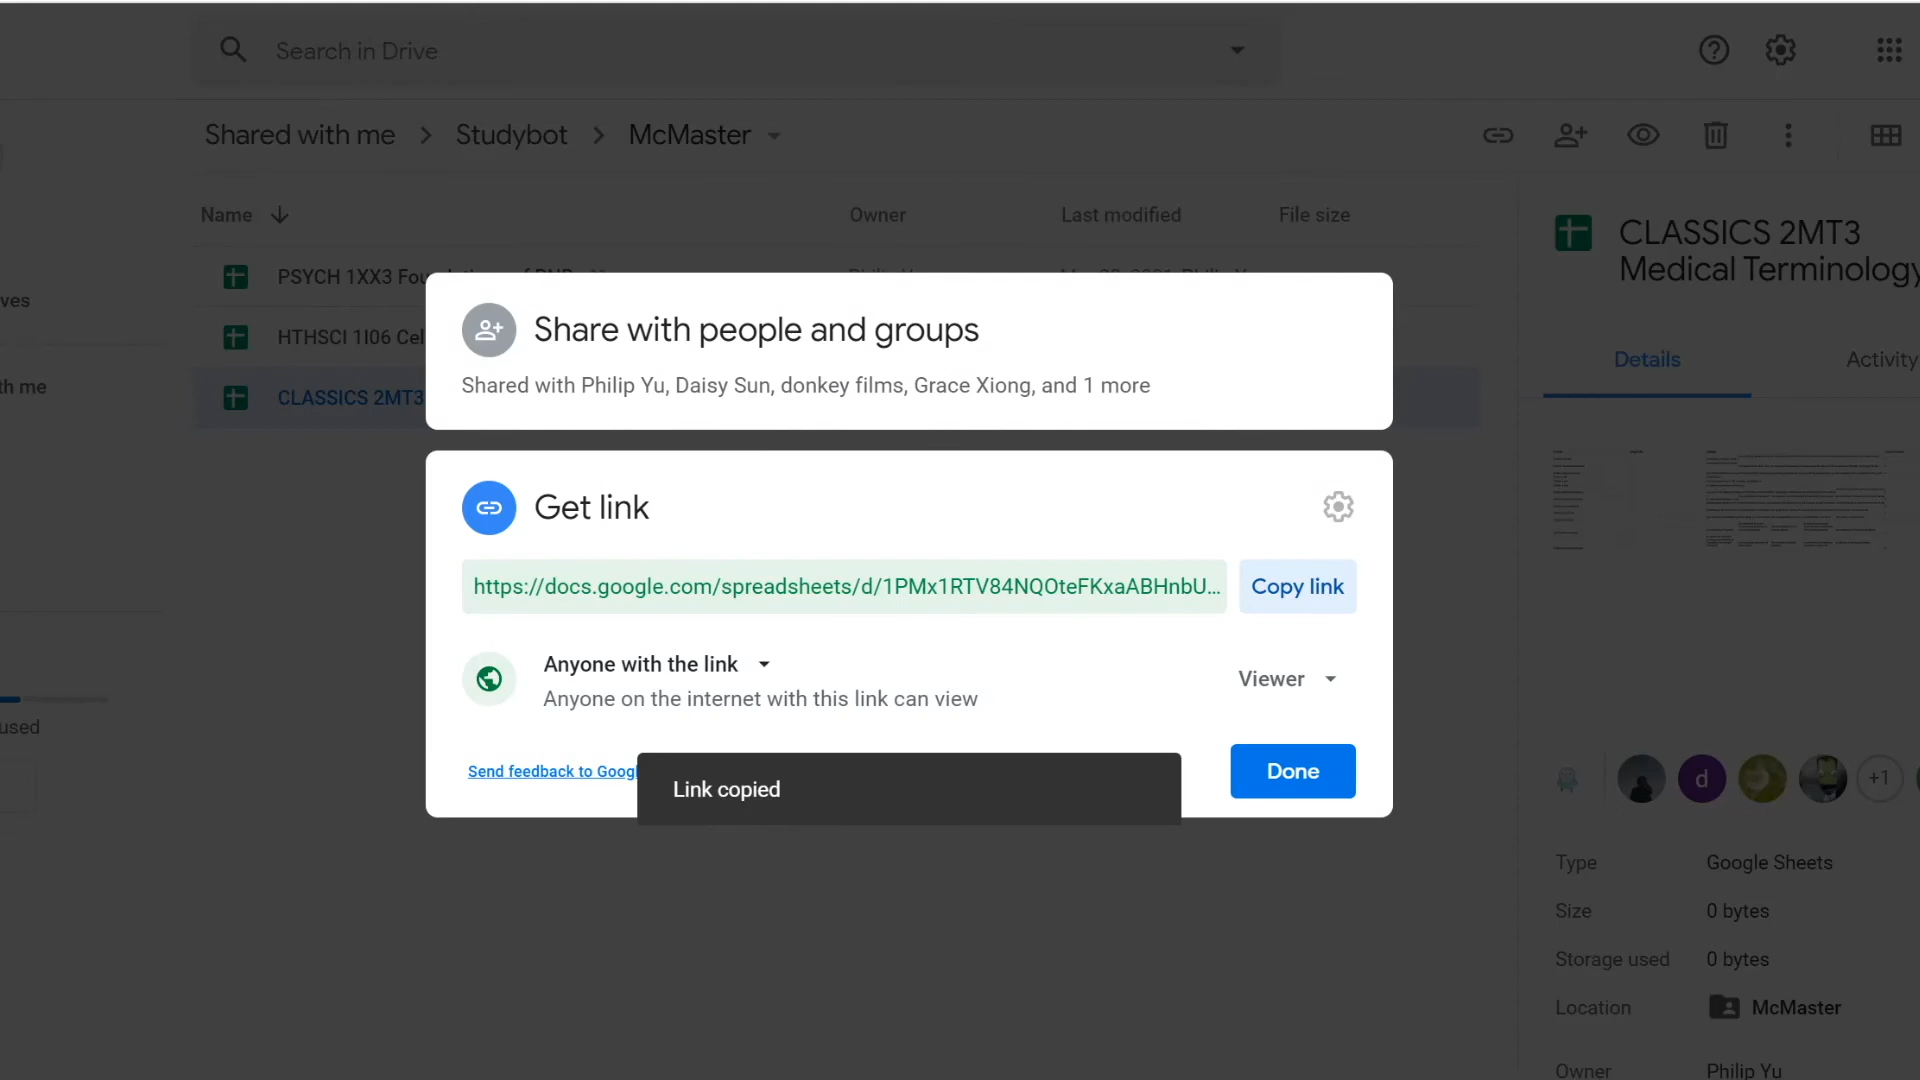 Search in Drive
Shared with me > Studybot > McMaster
Name
Owner
Last modified
File size
PSYCH 1XX3
HTHSCI 1I06
CLASSICS 2MT3
ves
th me
used
Share with people and groups
Shared with Philip Yu, Daisy Sun, donkey films, Grace Xiong, and 1 more
Get link
https://docs.google.com/spreadsheets/d/1PMx1RTV84NQOteFKxaABHnbU...
Copy link
Anyone with the link
Anyone on the internet with this link can view
Viewer
Send feedback to Googl
Link copied
Done
CLASSICS 2MT3
Medical Terminology
Details
Activity
d
+1
Type
Google Sheets
Size
0 bytes
Storage used
0 bytes
Location
McMaster
Owner
Philip Yu